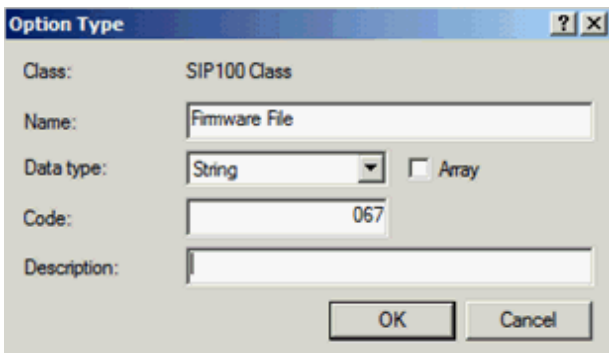 Option Type
Class: SIP100 Class
Name: Firmware File
Data type: String Array
Code: 067
Description:
OK Cancel